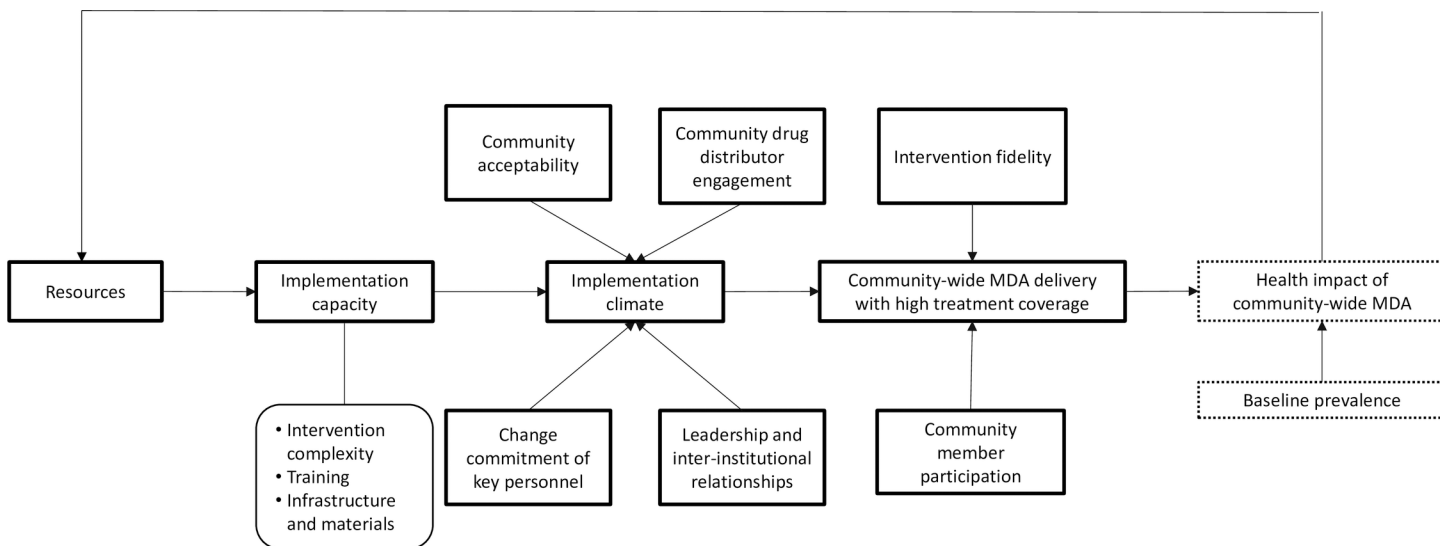 Community
acceptability
Community drug
distributor
engagement
Intervention fidelity
Resources
Implementation
capacity
Implementation
climate
Community-wide MDA delivery
with high treatment coverage
Health impact of
community-wide MDA
Baseline prevalence
• Intervention
complexity
• Training
• Infrastructure
and materials
Change
commitment of
key personnel
Leadership and
inter-institutional
relationships
Community
member
participation